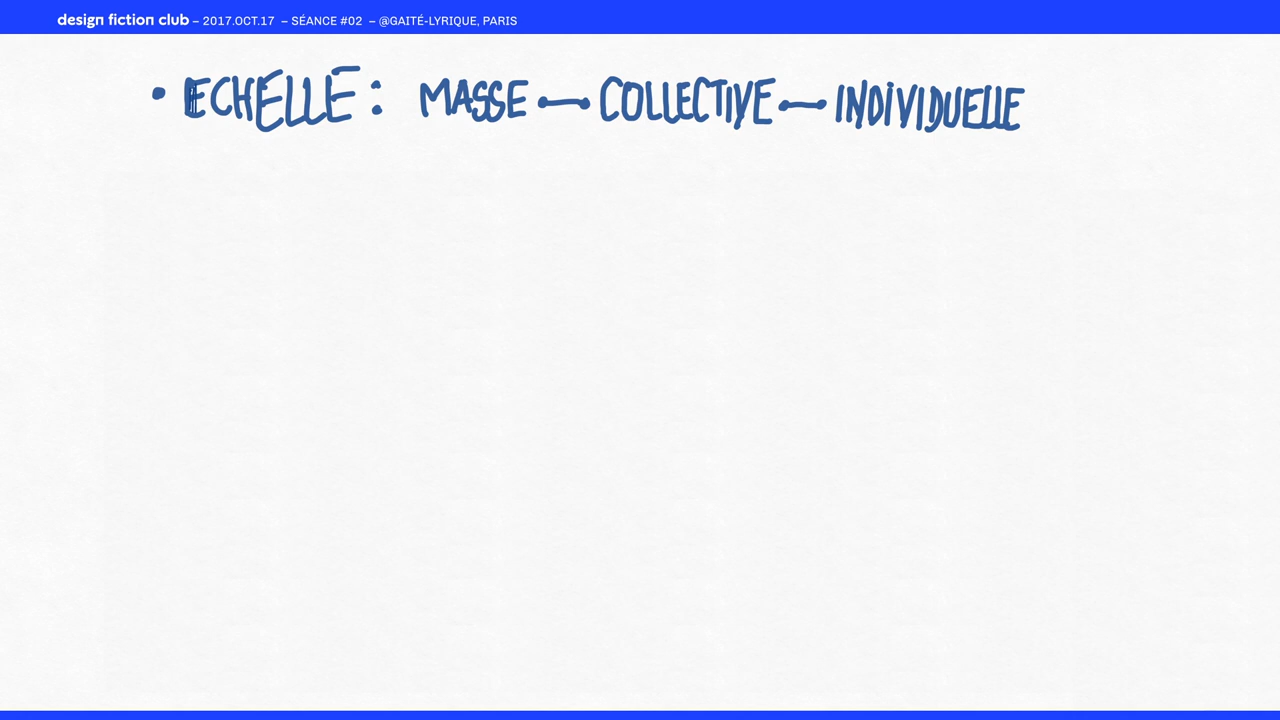 design fiction club – 2017.OCT.17 – SÉANCE #02 – @GAITÉ-LYRIQUE, PARIS
• ECHELLE : MASSE •—• COLLECTIVE •—• INDIVIDUELLE